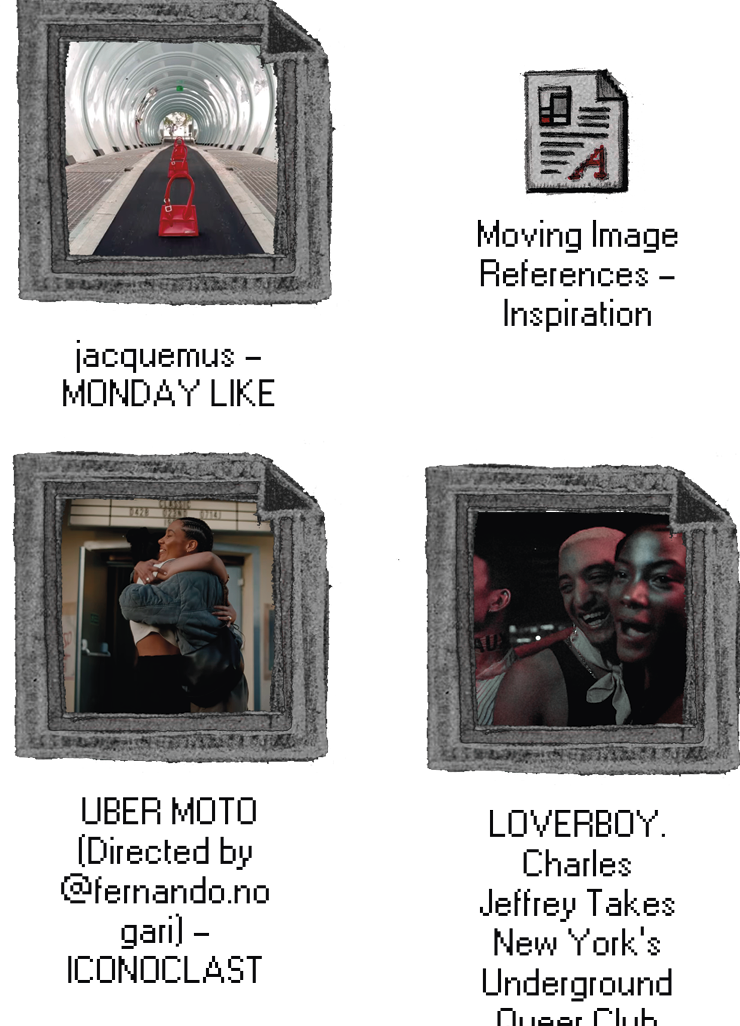 jacquemus –
MONDAY LIKE
A
Moving Image
References –
Inspiration
UBER MOTO
(Directed by
@fernando.no
gari) –
ICONOCLAST
LOVERBOY.
Charles
Jeffrey Takes
New York's
Underground
Queer Club